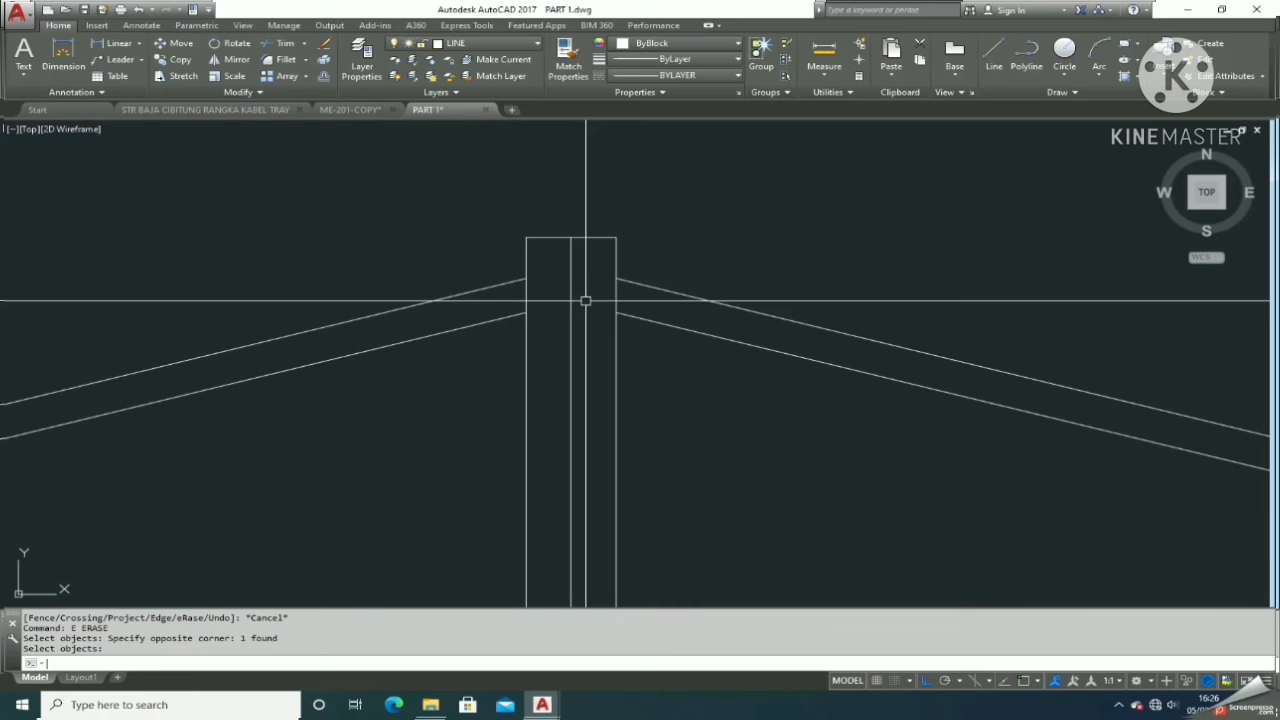 Autodesk AutoCAD 2017 PART 1.dwg
Type a keyword or phrase
Sign In
Home Insert Annotate Parametric View Manage Output Add-ins A360 Express Tools Featured Apps BIM 360 Performance
Text
Dimension
Linear
Leader
Table
Annotation
Move Rotate Trim
Copy Mirror Fillet
Stretch Scale Array
Modify
Layer Properties
LINE
Make Current
Match Layer
Layers
Match Properties
ByBlock
ByLayer
BYLAYER
Properties
Group
Groups
Measure
Utilities
Paste
Clipboard
Base
View
Line
Polyline
Circle
Arc
Draw
Insert
Create
Edit
Edit Attributes
Block
K
Start
STR BAJA CIBITUNG RANGKA KABEL TRAY
ME-201-COPY*
PART 1*
[−][Top][2D Wireframe]
KINEMASTER
N
W
TOP
E
S
WCS
Y
X
[Fence/Crossing/Project/Edge/eRase/Undo]: *Cancel*
Command: E ERASE
Select objects: Specify opposite corner: 1 found
Select objects:
Model
Layout1
MODEL
1:1
Type here to search
16:26
Screenpresso
.com